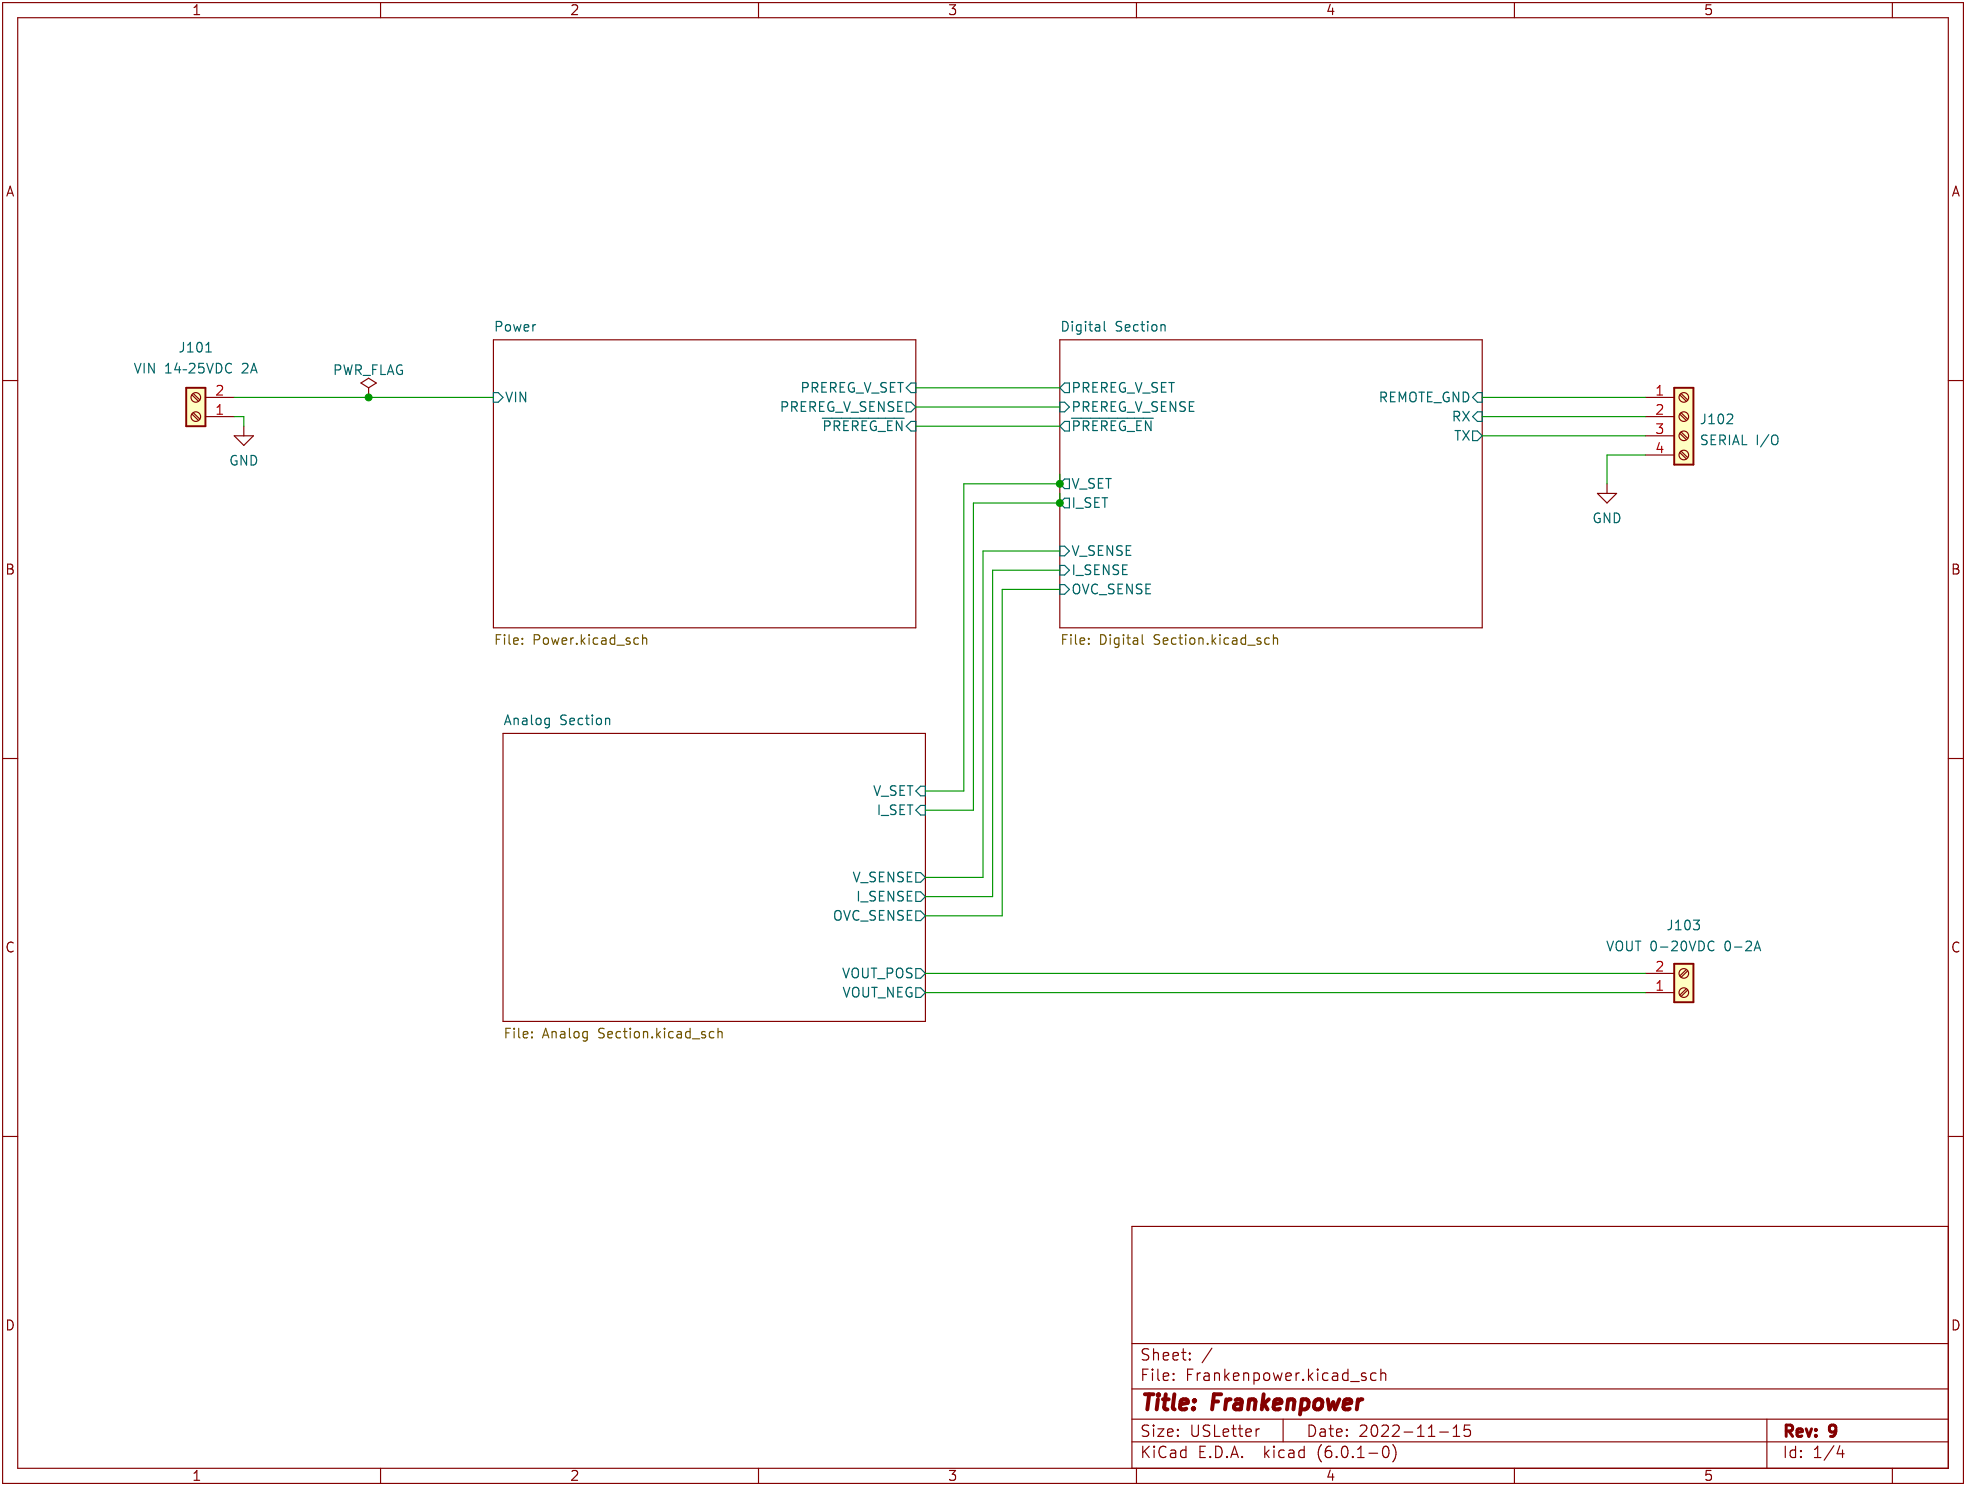 1 2 3 4 5
A A
B B
C C
D D
Power
Digital Section
J101
VIN 14-25VDC 2A
PWR_FLAG
2
1
GND
VIN
PREREG_V_SET
PREREG_V_SENSE
PREREG_EN
File: Power.kicad_sch
PREREG_V_SET
PREREG_V_SENSE
PREREG_EN
V_SET
I_SET
V_SENSE
I_SENSE
OVC_SENSE
REMOTE_GND
RX
TX
File: Digital Section.kicad_sch
1
2
3
4
J102
SERIAL I/O
GND
Analog Section
V_SET
I_SET
V_SENSE
I_SENSE
OVC_SENSE
VOUT_POS
VOUT_NEG
File: Analog Section.kicad_sch
J103
VOUT 0-20VDC 0-2A
2
1
Sheet: /
File: Frankenpower.kicad_sch
Title: Frankenpower
Size: USLetter Date: 2022-11-15 Rev: 9
KiCad E.D.A. kicad (6.0.1-0) Id: 1/4
1 2 3 4 5